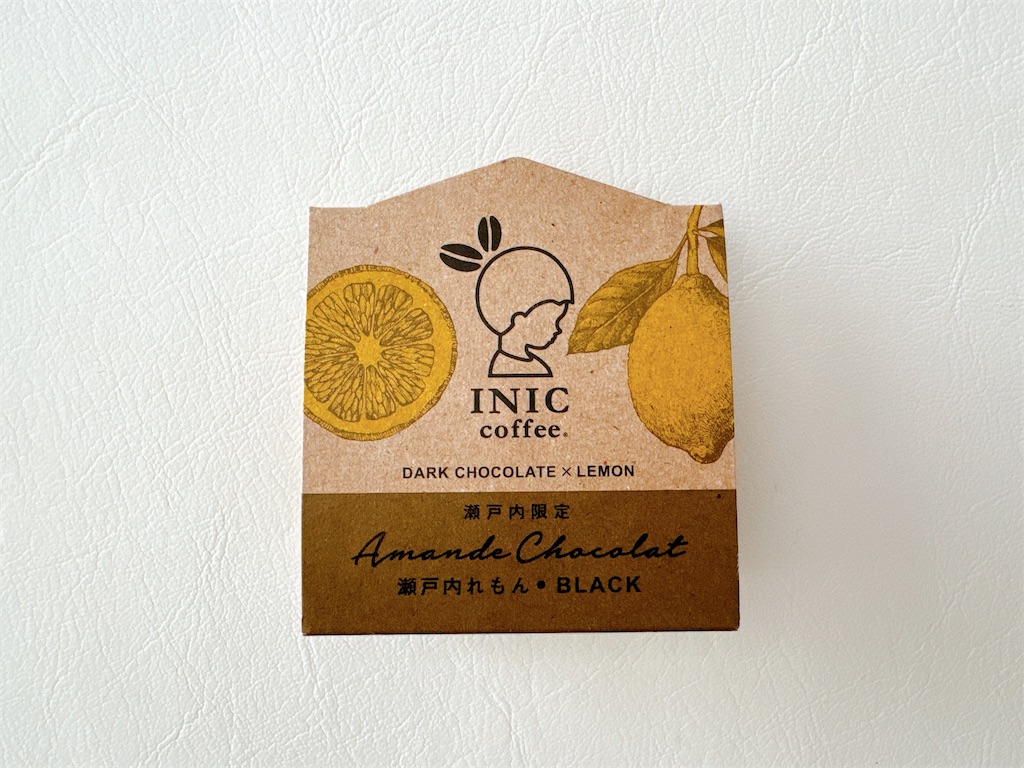 INIC
coffee®
DARK CHOCOLATE × LEMON
瀬戸内限定
Amande Chocolat
瀬戸内れもん・BLACK